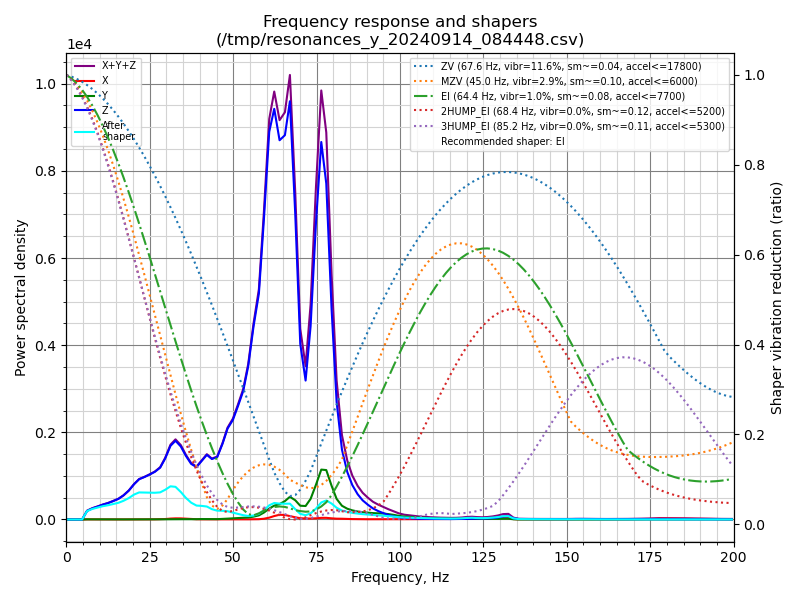 Frequency response and shapers
(/tmp/resonances_y_20240914_084448.csv)
1e4
X+Y+Z
X
Y
Z
After
shaper
ZV (67.6 Hz, vibr=11.6%, sm~=0.04, accel<=17800)
MZV (45.0 Hz, vibr=2.9%, sm~=0.10, accel<=6000)
EI (64.4 Hz, vibr=1.0%, sm~=0.08, accel<=7700)
2HUMP_EI (68.4 Hz, vibr=0.0%, sm~=0.12, accel<=5200)
3HUMP_EI (85.2 Hz, vibr=0.0%, sm~=0.11, accel<=5300)
Recommended shaper: EI
Power spectral density
1.0
0.8
0.6
0.4
0.2
0.0
1.0
0.8
0.6
0.4
0.2
0.0
Shaper vibration reduction (ratio)
0 25 50 75 100 125 150 175 200
Frequency, Hz